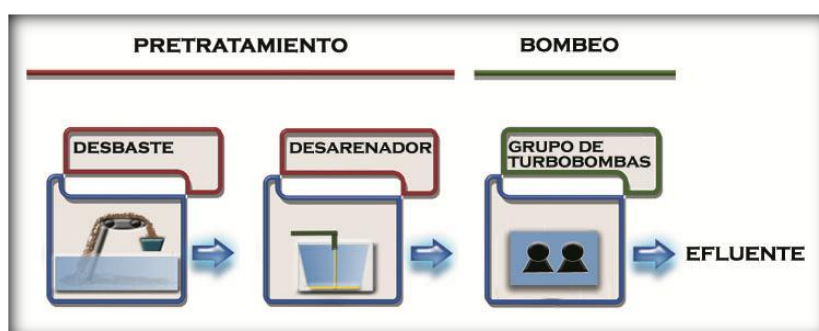 PRETRATAMIENTO
BOMBEO
DESBASTE
DESARENADOR
GRUPO DE
TURBOBOMBAS
EFLUENTE